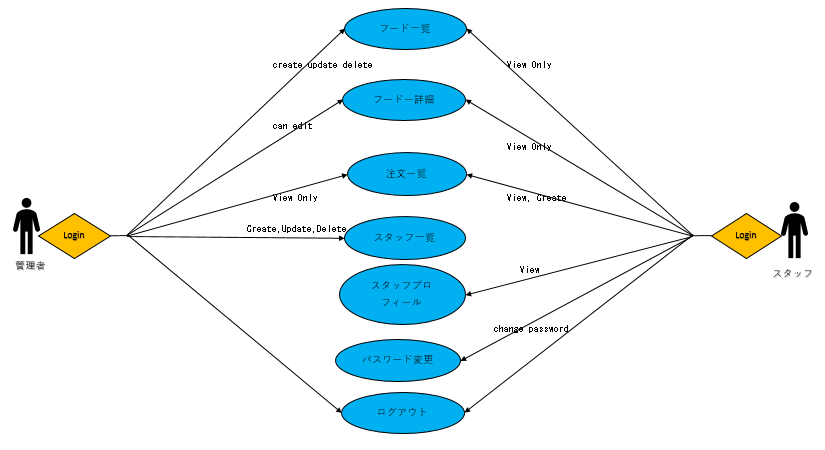 フード一覧
create update delete
View Only
フード一詳細
can edit
View Only
注文一覧
View Only
View, Create
Create,Update,Delete
スタッフ一覧
Login
Login
管理者
スタッフ
View
スタッフプロ
フィール
change password
パスワード変更
ログアウト